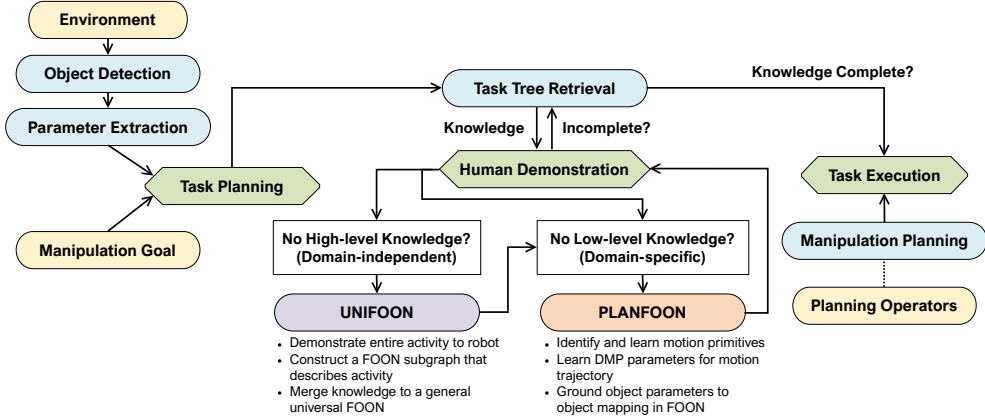 Environment
Object Detection
Parameter Extraction
Task Planning
Manipulation Goal
Task Tree Retrieval
Knowledge Complete?
Knowledge
Incomplete?
Human Demonstration
Task Execution
Manipulation Planning
Planning Operators
No High-level Knowledge?
(Domain-independent)
No Low-level Knowledge?
(Domain-specific)
UNIFOON
• Demonstrate entire activity to robot
• Construct a FOON subgraph that
describes activity
• Merge knowledge to a general
universal FOON
PLANFOON
• Identify and learn motion primitives
• Learn DMP parameters for motion
trajectory
• Ground object parameters to
object mapping in FOON